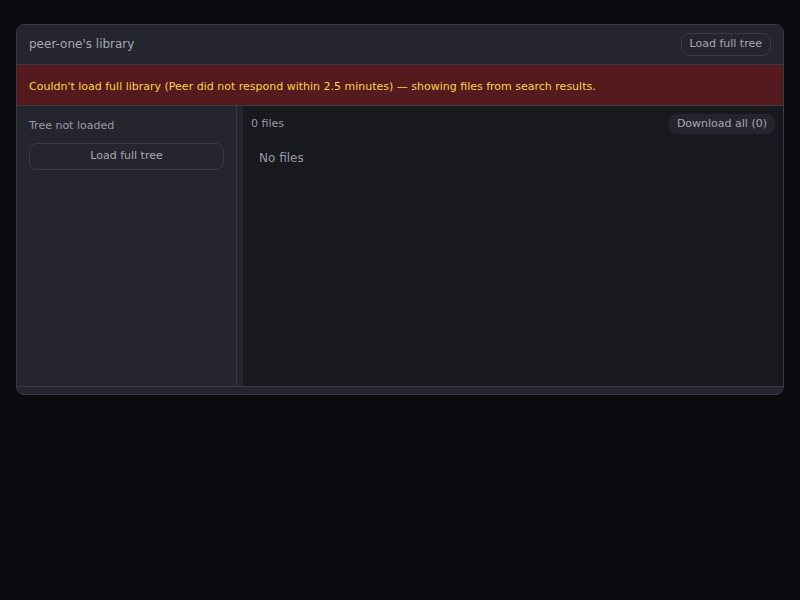 peer-one's library
Load full tree
Couldn't load full library (Peer did not respond within 2.5 minutes) — showing files from search results.
Tree not loaded
Load full tree
0 files
Download all (0)
No files